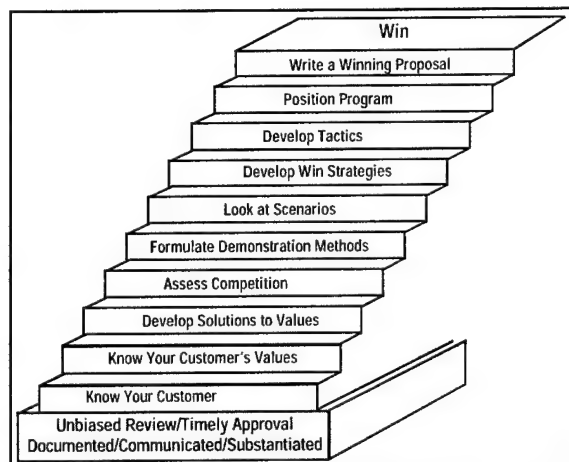 Win
Write a Winning Proposal
Position Program
Develop Tactics
Develop Win Strategies
Look at Scenarios
Formulate Demonstration Methods
Assess Competition
Develop Solutions to Values
Know Your Customer's Values
Know Your Customer
Unbiased Review/Timely Approval
Documented/Communicated/Substantiated